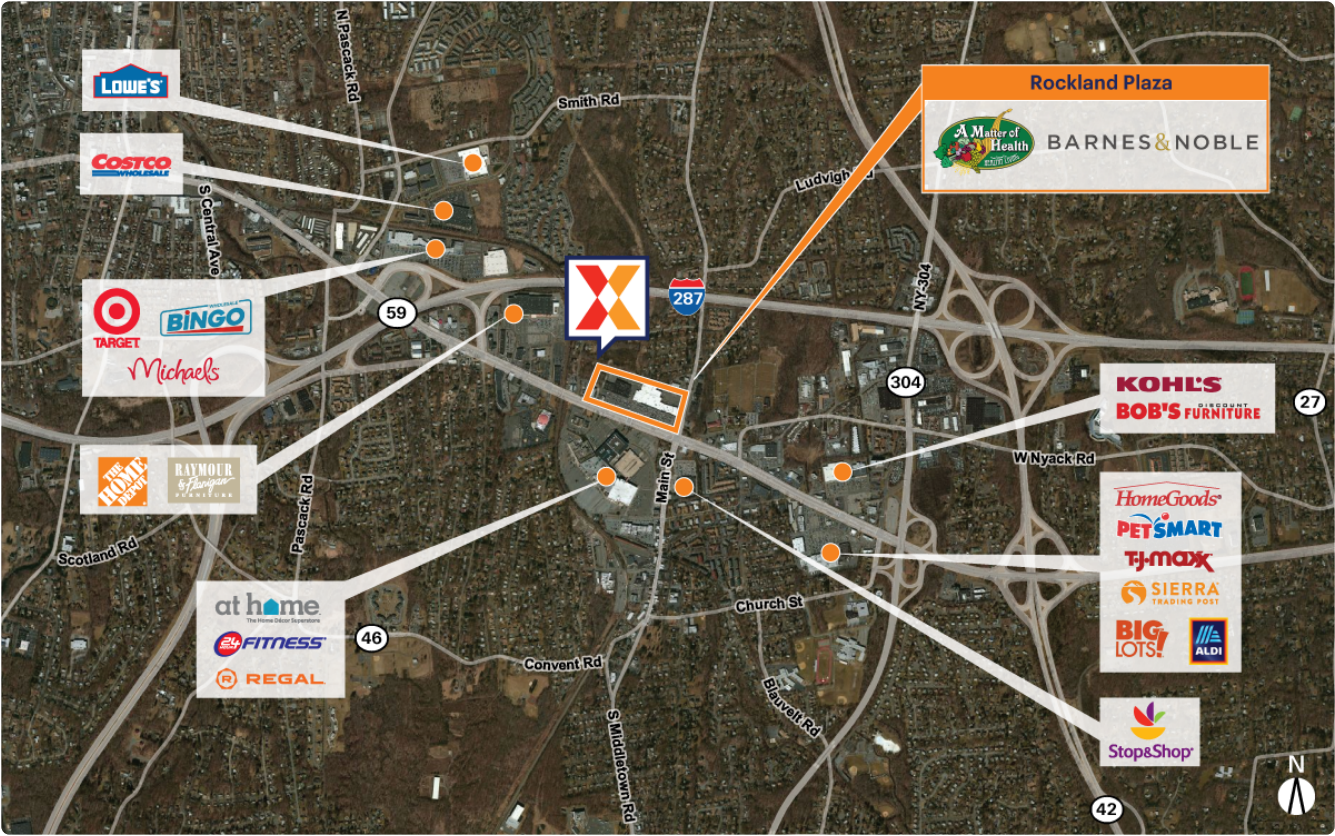 N Pascack Rd
LOWE'S
Smith Rd
Rockland Plaza
A Matter of
Health
BARNES&NOBLE
COSTCO
WHOLESALE
S Central Ave
NY-304
287
59
TARGET
WHOLESALE
BiNGO
Michaels
304
KOHL'S
BOB'S DISCOUNT
FURNITURE
27
W Nyack Rd
Main St
THE
HOME
DEPOT
RAYMOUR
& Flanigan
FURNITURE
Pascack Rd
Scotland Rd
HomeGoods
PETSMART
T·J·maxx
SIERRA
TRADING POST
BIG
LOTS!
ALDI
at home
The Home Décor Superstore
24
FITNESS
REGAL
46
Church St
Convent Rd
Blauvelt Rd
S Middletown Rd
Stop&Shop
N
42